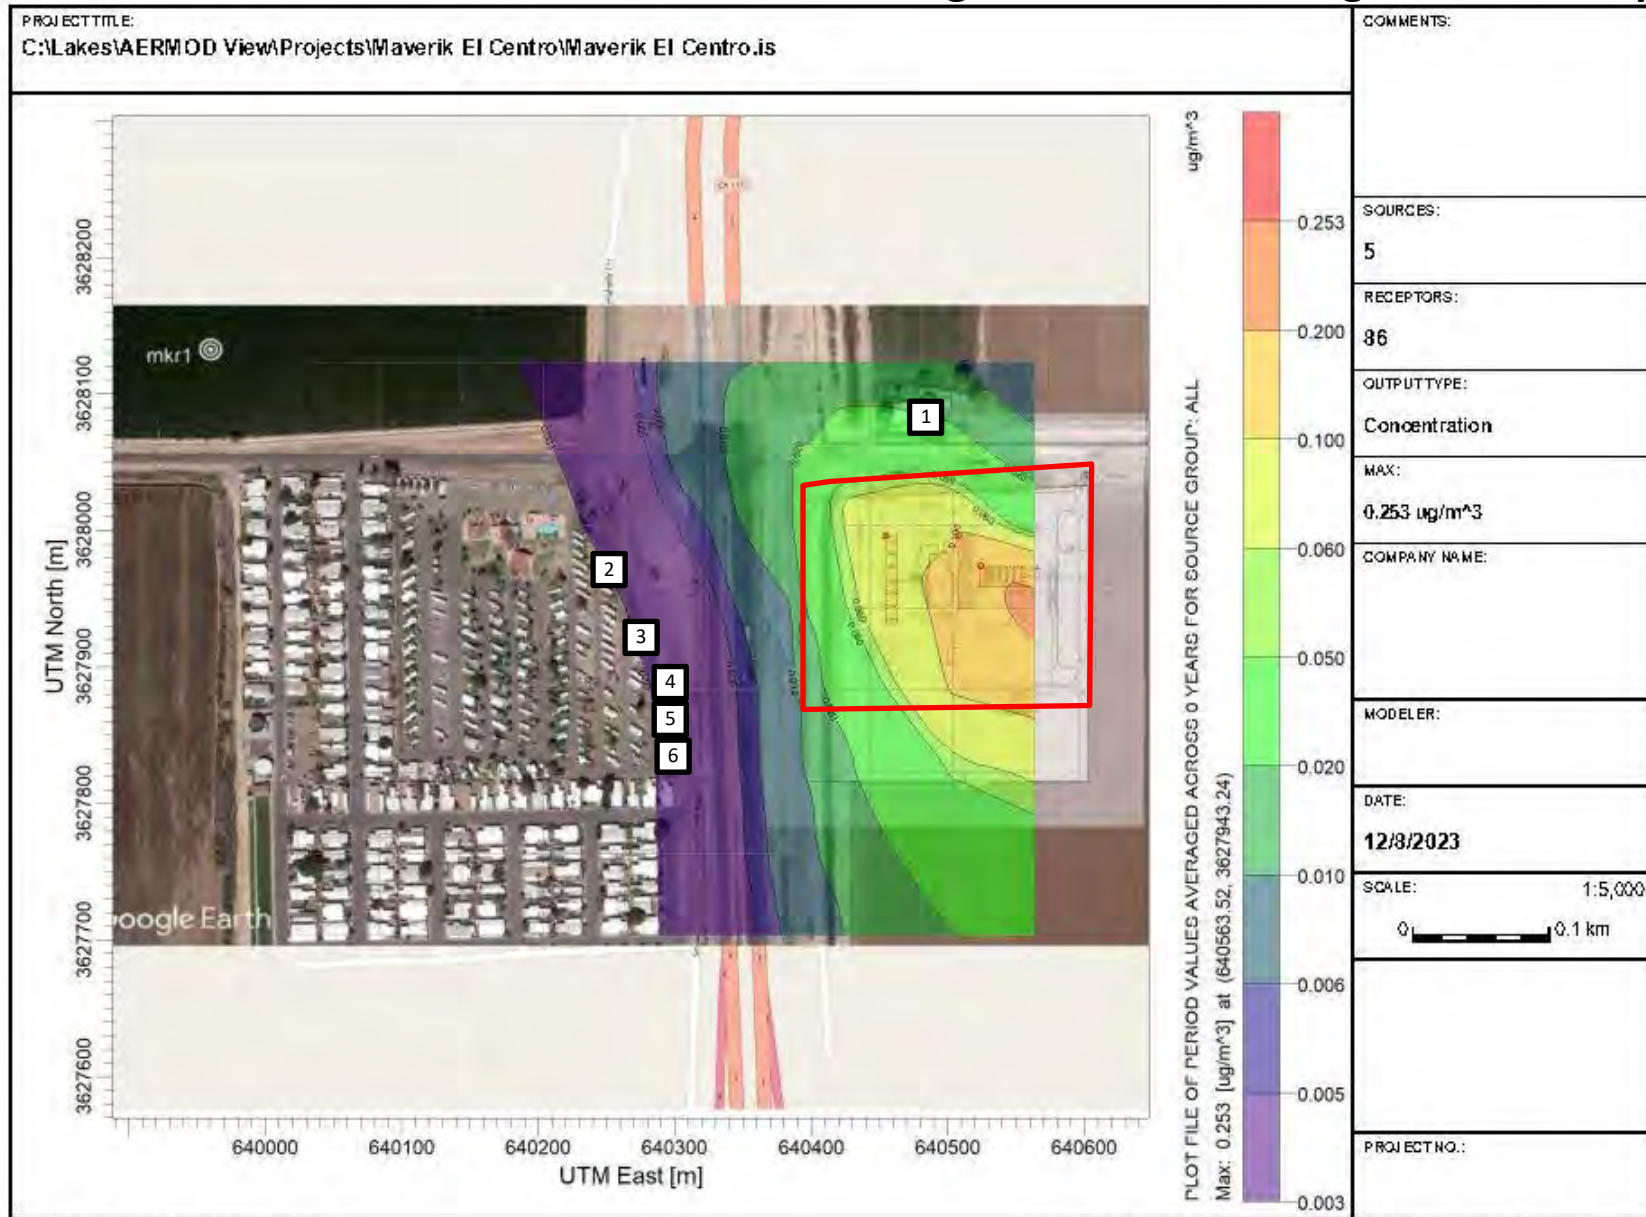 PROJECT TITLE:
C:\Lakes\AERMOD View\Projects\Maverik El Centro\Maverik El Centro.is
COMMENTS:
SOURCES:
5
RECEPTORS:
86
OUTPUT TYPE:
Concentration
MAX:
0.253 ug/m^3
COMPANY NAME:
MODELER:
DATE:
12/8/2023
SCALE:
1:5,000
0
0.1 km
PROJECT NO.:
UTM North [m]
3628200
3628100
3628000
3627900
3627800
3627700
3627600
640000
640100
640200
640300
640400
640500
640600
UTM East [m]
mkr1
1
2
3
4
5
6
oogle Earth
PLOT FILE OF PERIOD VALUES AVERAGED ACROSS 0 YEARS FOR SOURCE GROUP: ALL
Max: 0.253 [ug/m^3] at (640563.52, 3627943.24)
ug/m^3
0.253
0.200
0.100
0.060
0.050
0.020
0.010
0.006
0.005
0.003